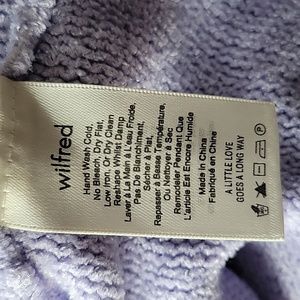 wilfred
Hand Wash Cold,
No Bleach, Dry Flat,
Low Iron, Or Dry Clean
Reshape Whilst Damp
Laver À La Main À L'eau Froide,
Pas De Blanchiment,
Sécher À Plat,
Repasser À Basse Température,
Ou Nettoyer À Sec
Remodeler Pendant Que
L'article Est Encore Humide
Made in China
Fabriqué en Chine
A LITTLE LOVE
GOES A LONG WAY
P